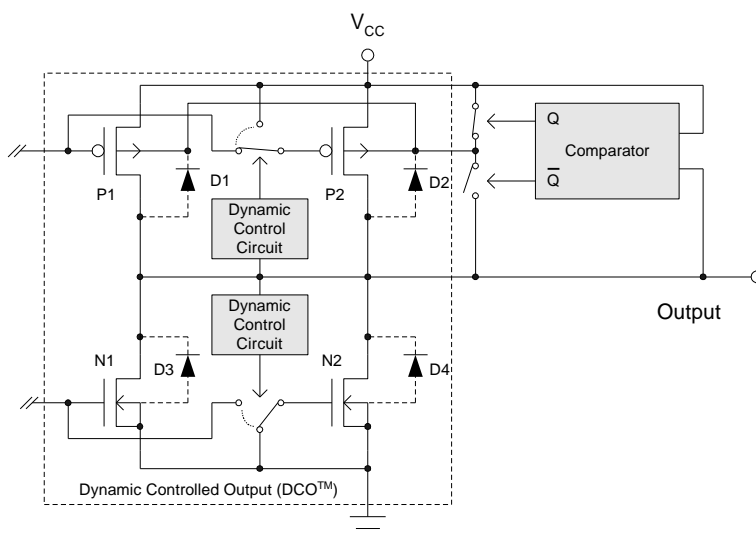 V_CC
Q
Comparator
Q̅
P1
D1
P2
D2
Dynamic
Control
Circuit
Dynamic
Control
Circuit
Output
N1
D3
N2
D4
Dynamic Controlled Output (DCO™)